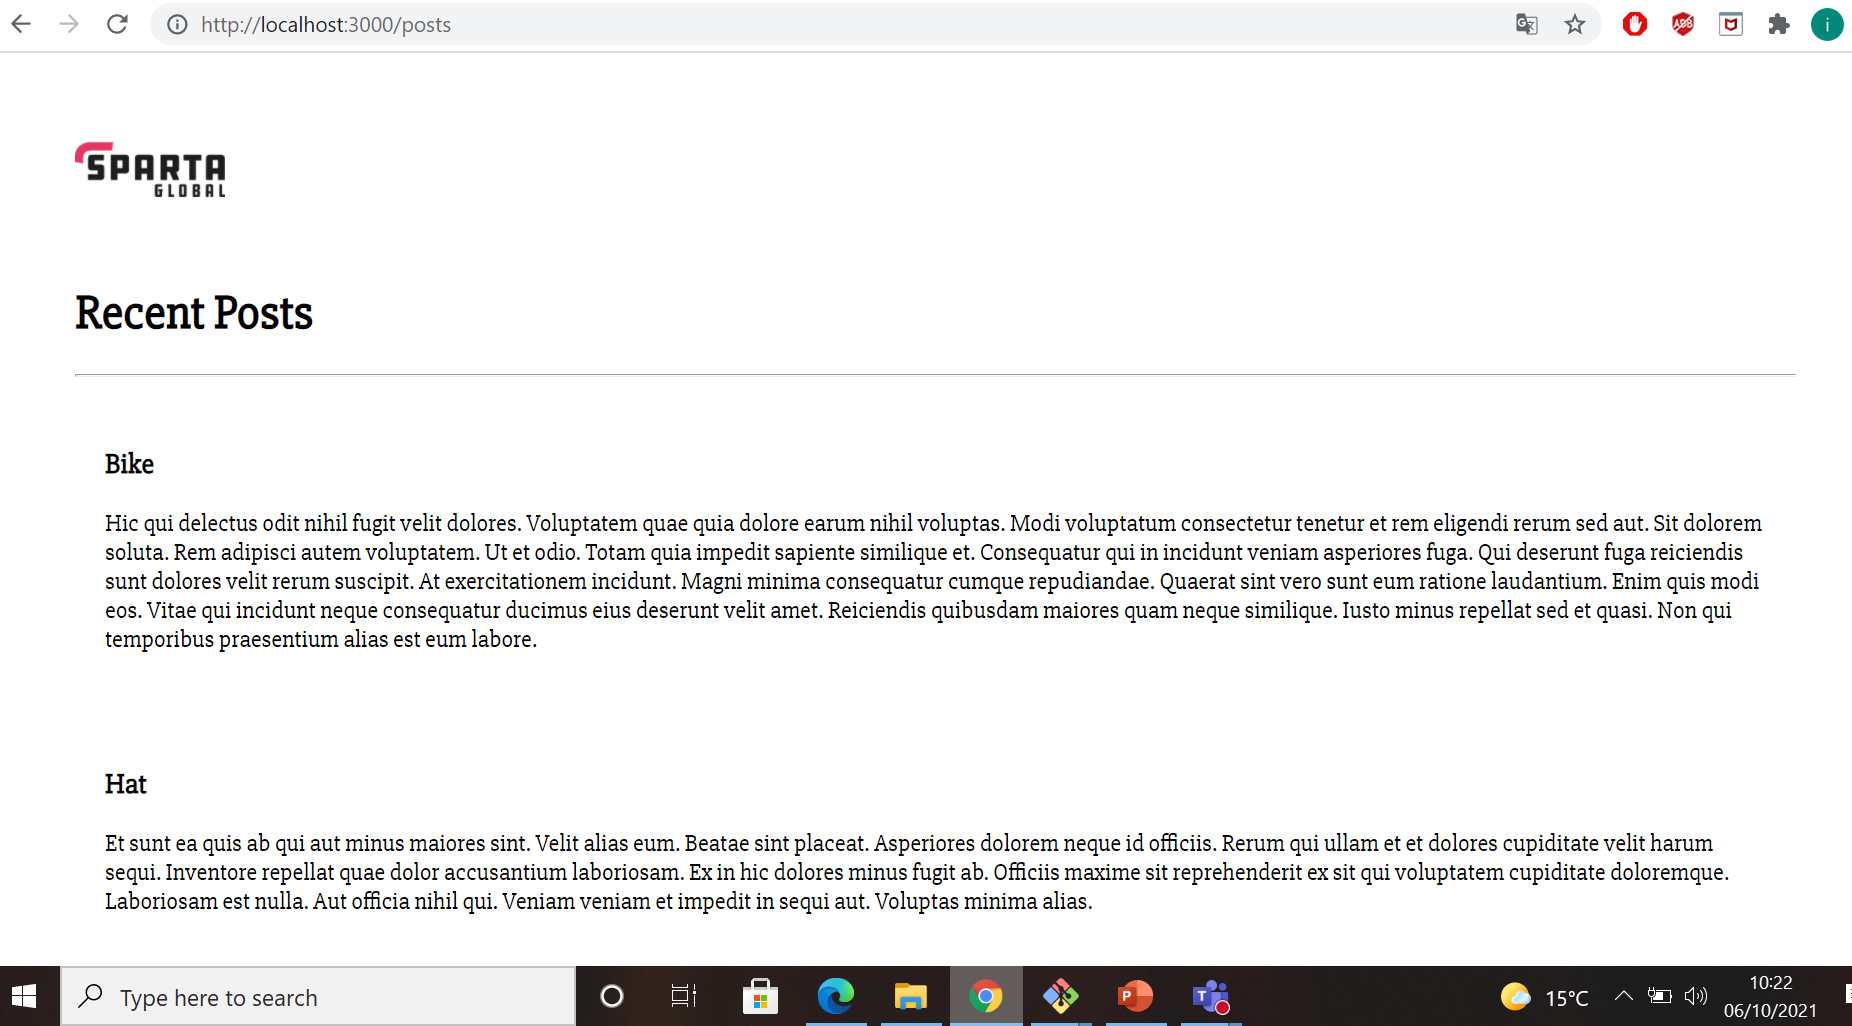 http://localhost:3000/posts
i
SPARTA
GLOBAL
Recent Posts
Bike
Hic qui delectus odit nihil fugit velit dolores. Voluptatem quae quia dolore earum nihil voluptas. Modi voluptatum consectetur tenetur et rem eligendi rerum sed aut. Sit dolorem
soluta. Rem adipisci autem voluptatem. Ut et odio. Totam quia impedit sapiente similique et. Consequatur qui in incidunt veniam asperiores fuga. Qui deserunt fuga reiciendis
sunt dolores velit rerum suscipit. At exercitationem incidunt. Magni minima consequatur cumque repudiandae. Quaerat sint vero sunt eum ratione laudantium. Enim quis modi
eos. Vitae qui incidunt neque consequatur ducimus eius deserunt velit amet. Reiciendis quibusdam maiores quam neque similique. Iusto minus repellat sed et quasi. Non qui
temporibus praesentium alias est eum labore.
Hat
Et sunt ea quis ab qui aut minus maiores sint. Velit alias eum. Beatae sint placeat. Asperiores dolorem neque id officiis. Rerum qui ullam et et dolores cupiditate velit harum
sequi. Inventore repellat quae dolor accusantium laboriosam. Ex in hic dolores minus fugit ab. Officiis maxime sit reprehenderit ex sit qui voluptatem cupiditate doloremque.
Laboriosam est nulla. Aut officia nihil qui. Veniam veniam et impedit in sequi aut. Voluptas minima alias.
Type here to search
15°C
10:22
06/10/2021